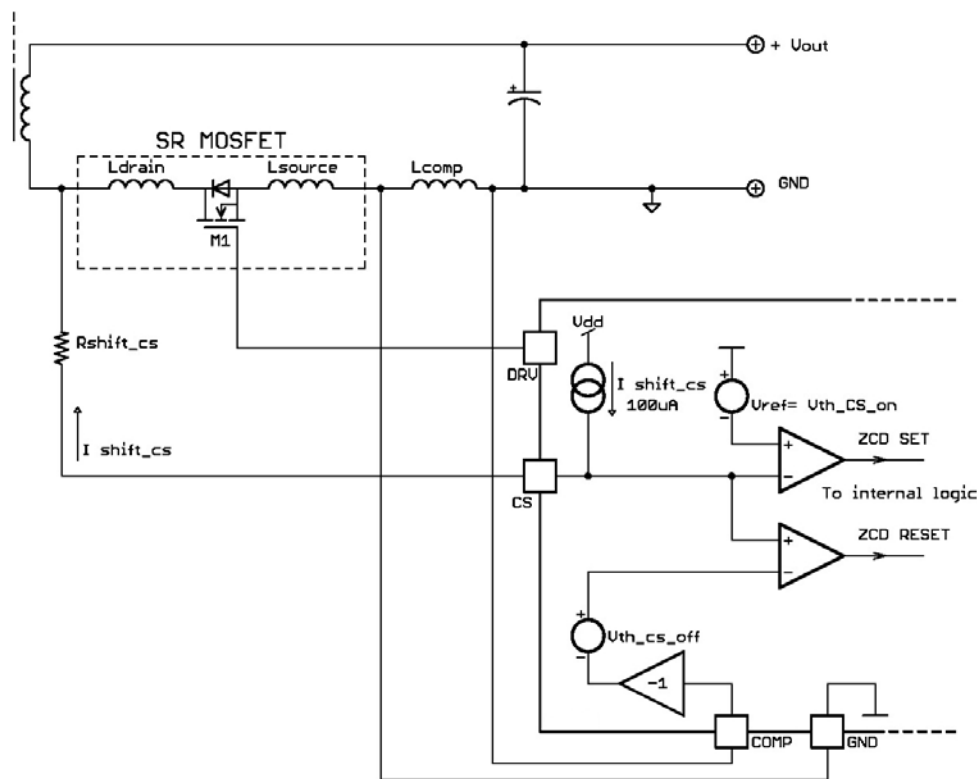 + Vout
SR MOSFET
Ldrain
Lsource
Lcomp
GND
M1
Rshift_cs
Vdd
DRV
I shift_cs
100uA
Vref= Vth_CS_on
I shift_cs
CS
ZCD SET
To internal logic
ZCD RESET
Vth_cs_off
-1
COMP
GND